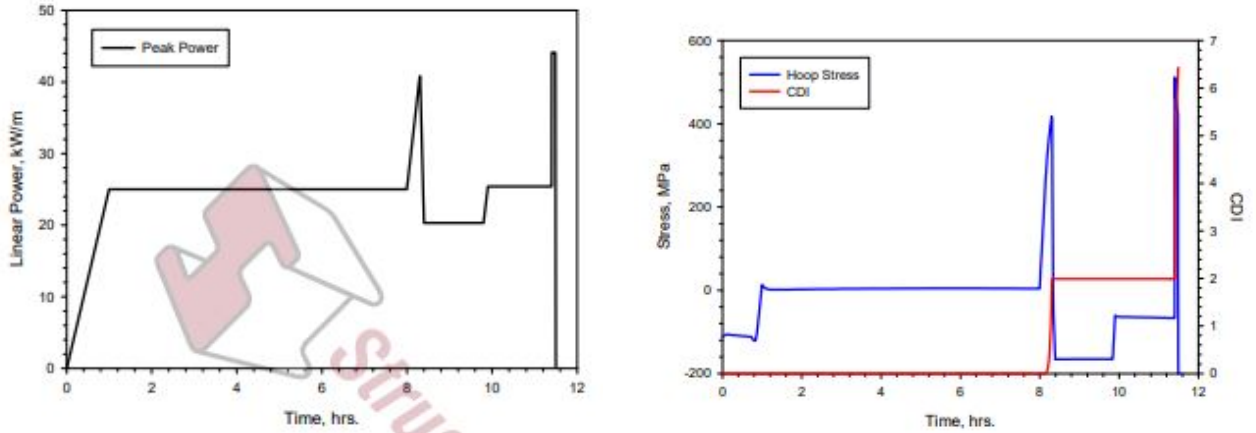 50
40
30
20
10
0
Linear Power, kW/m
Peak Power
0 2 4 6 8 10 12
Time, hrs.
Stru
600
400
200
0
-200
Stress, MPa
Hoop Stress
CDI
7
6
5
4
3
2
1
0
CDI
0 2 4 6 8 10 12
Time, hrs.